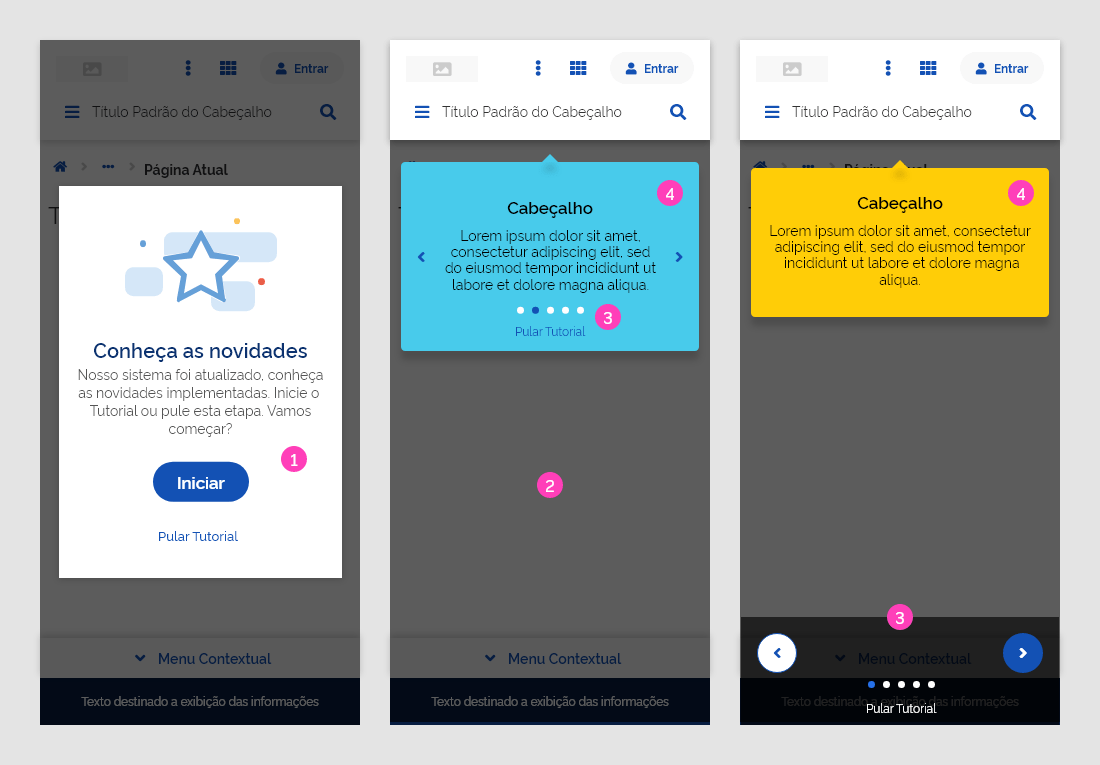 Entrar
Título Padrão do Cabeçalho
Página Atual
T
Conheça as novidades
Nosso sistema foi atualizado, conheça
as novidades implementadas. Inicie o
Tutorial ou pule esta etapa. Vamos
começar?
1
Iniciar
Pular Tutorial
Menu Contextual
Texto destinado a exibição das informações
Entrar
Título Padrão do Cabeçalho
4
Cabeçalho
Lorem ipsum dolor sit amet,
consectetur adipiscing elit, sed
do eiusmod tempor incididunt ut
labore et dolore magna aliqua.
3
Pular Tutorial
2
Menu Contextual
Texto destinado a exibição das informações
Entrar
Título Padrão do Cabeçalho
Página Atual
4
Cabeçalho
Lorem ipsum dolor sit amet, consectetur
adipiscing elit, sed do eiusmod tempor
incididunt ut labore et dolore magna
aliqua.
3
Menu Contextual
Texto destinado a exibição das informações
Pular Tutorial